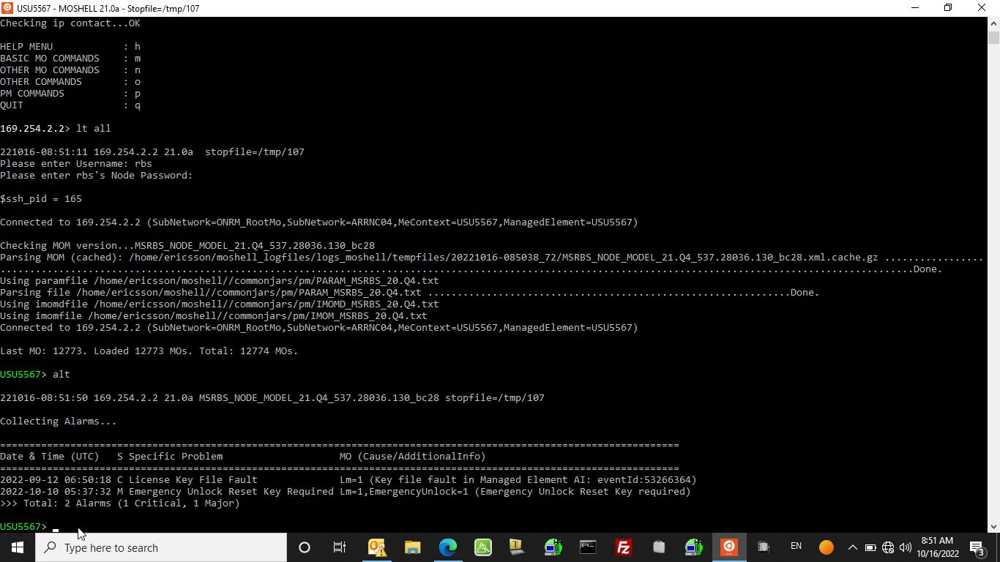 USU5567 - MOSHELL 21.0a - Stopfile=/tmp/107
Checking ip contact...OK
HELP MENU : h
BASIC MO COMMANDS : m
OTHER MO COMMANDS : n
OTHER COMMANDS : o
PM COMMANDS : p
QUIT : q
169.254.2.2> lt all
221016-08:51:11 169.254.2.2 21.0a stopfile=/tmp/107
Please enter Username: rbs
Please enter rbs's Node Password:
$ssh_pid = 165
Connected to 169.254.2.2 (SubNetwork=ONRM_RootMo,SubNetwork=ARRNC04,MeContext=USU5567,ManagedElement=USU5567)
Checking MOM version...MSRBS_NODE_MODEL_21.Q4_537.28036.130_bc28
Parsing MOM (cached): /home/ericsson/moshell_logfiles/logs_moshell/tempfiles/20221016-085038_72/MSRBS_NODE_MODEL_21.Q4_537.28036.130_bc28.xml.cache.gz .................
............................................................................................................................................................Done.
Using paramfile /home/ericsson/moshell//commonjars/pm/PARAM_MSRBS_20.Q4.txt
Parsing file /home/ericsson/moshell//commonjars/pm/PARAM_MSRBS_20.Q4.txt ..............................................................Done.
Using imomdfile /home/ericsson/moshell//commonjars/pm/IMOMD_MSRBS_20.Q4.txt
Using imomfile /home/ericsson/moshell//commonjars/pm/IMOM_MSRBS_20.Q4.txt
Connected to 169.254.2.2 (SubNetwork=ONRM_RootMo,SubNetwork=ARRNC04,MeContext=USU5567,ManagedElement=USU5567)
Last MO: 12773. Loaded 12773 MOs. Total: 12774 MOs.
USU5567> alt
221016-08:51:50 169.254.2.2 21.0a MSRBS_NODE_MODEL_21.Q4_537.28036.130_bc28 stopfile=/tmp/107
Collecting Alarms...
====================================================================================================================
Date & Time (UTC) S Specific Problem MO (Cause/AdditionalInfo)
====================================================================================================================
2022-09-12 06:50:18 C License Key File Fault Lm=1 (Key file fault in Managed Element AI: eventId:53266364)
2022-10-10 05:37:32 M Emergency Unlock Reset Key Required Lm=1,EmergencyUnlock=1 (Emergency Unlock Reset Key required)
>>> Total: 2 Alarms (1 Critical, 1 Major)
USU5567>
Type here to search
EN
8:51 AM
10/16/2022
3